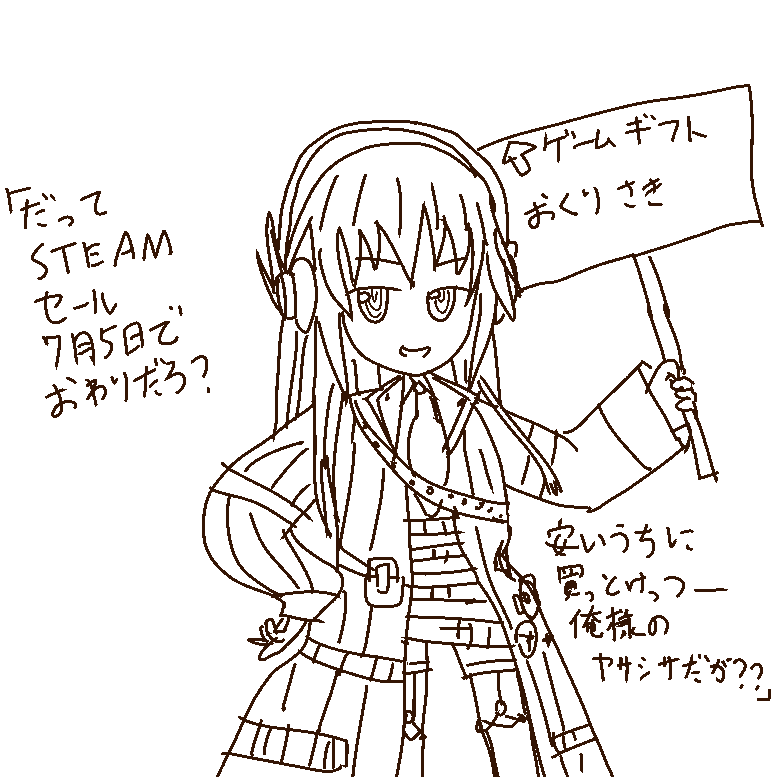 「だって
STEAM
セール
7月5日で
おわりだろ?
⇧ゲームギフト
おくりさき
安いうちに
買っとけっつー
俺様の
ヤサシサだが??」